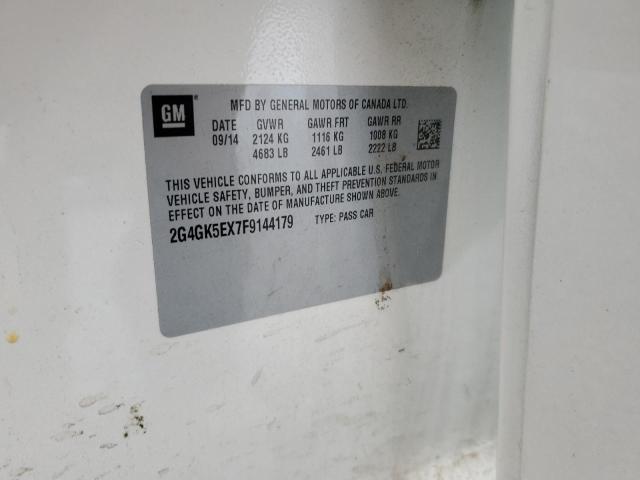 GM
MFD BY GENERAL MOTORS OF CANADA LTD.
DATE GVWR GAWR FRT GAWR RR
09/14 2124 KG 1116 KG 1008 KG
4683 LB 2461 LB 2222 LB
THIS VEHICLE CONFORMS TO ALL APPLICABLE U.S. FEDERAL MOTOR
VEHICLE SAFETY, BUMPER, AND THEFT PREVENTION STANDARDS IN
EFFECT ON THE DATE OF MANUFACTURE SHOWN ABOVE.
2G4GK5EX7F9144179 TYPE: PASS CAR